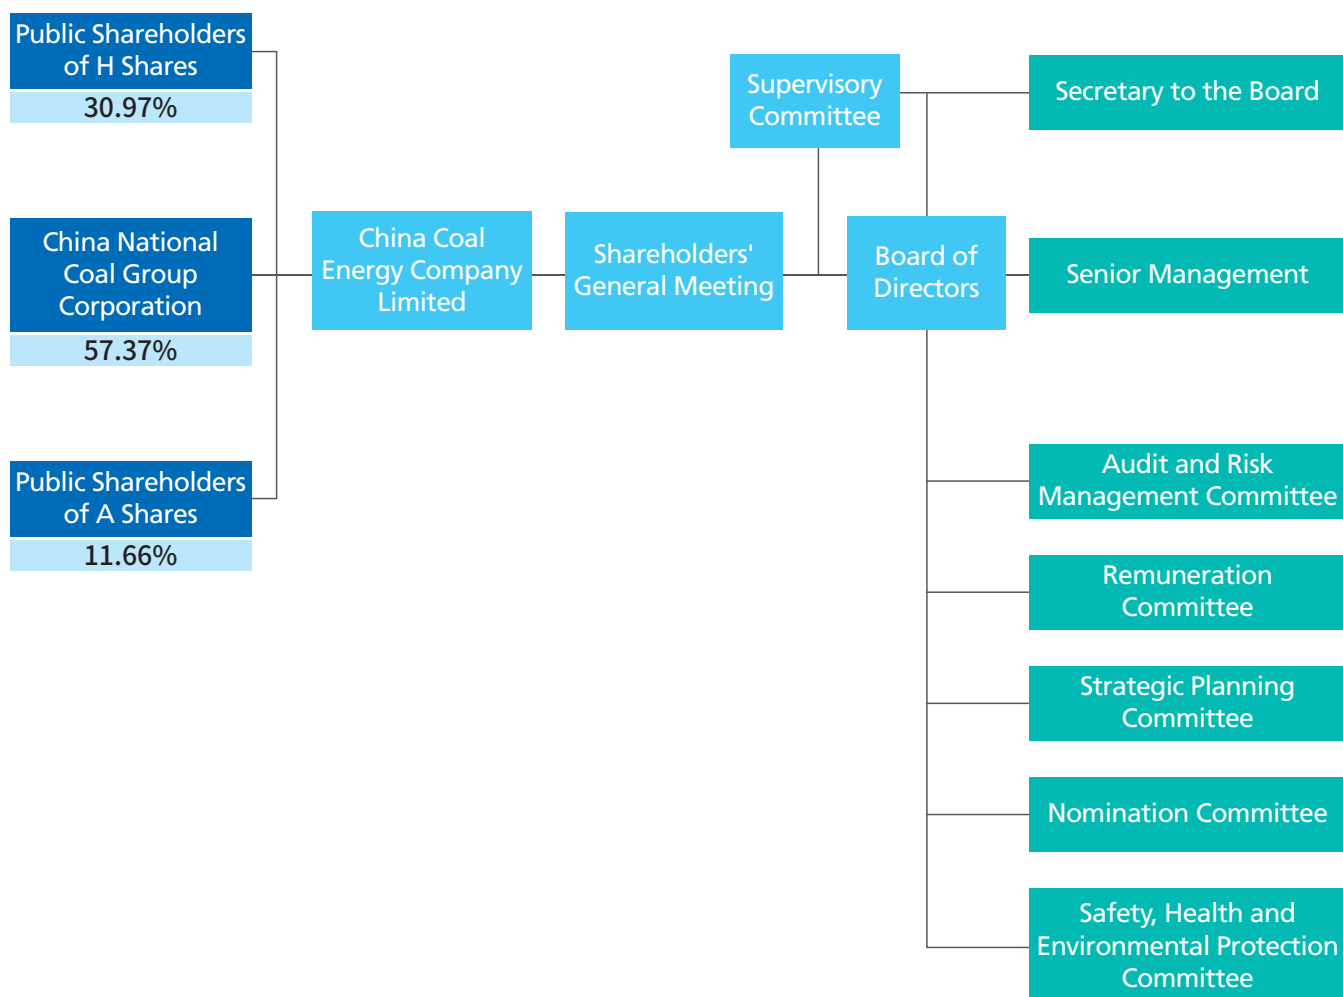 Public Shareholders
of H Shares
30.97%
China National
Coal Group
Corporation
57.37%
Public Shareholders
of A Shares
11.66%
China Coal
Energy Company
Limited
Shareholders'
General Meeting
Supervisory
Committee
Board of
Directors
Secretary to the Board
Senior Management
Audit and Risk
Management Committee
Remuneration
Committee
Strategic Planning
Committee
Nomination Committee
Safety, Health and
Environmental Protection
Committee